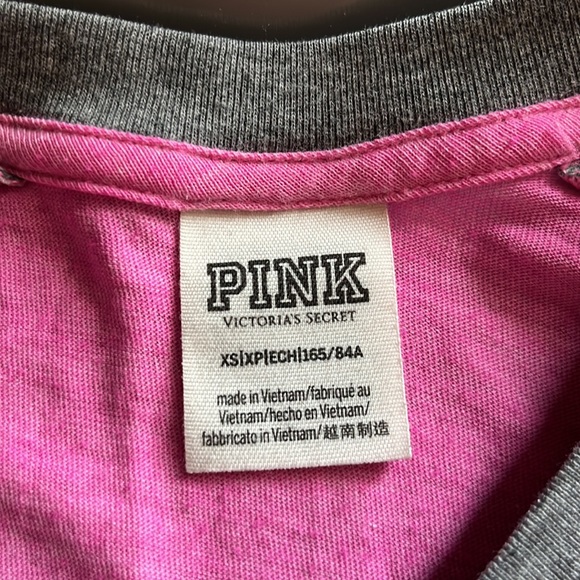 PINK
VICTORIA'S SECRET
XS|XP|ECH|165/84A
made in Vietnam/fabriqué au
Vietnam/hecho en Vietnam/
fabbricato in Vietnam/越南制造